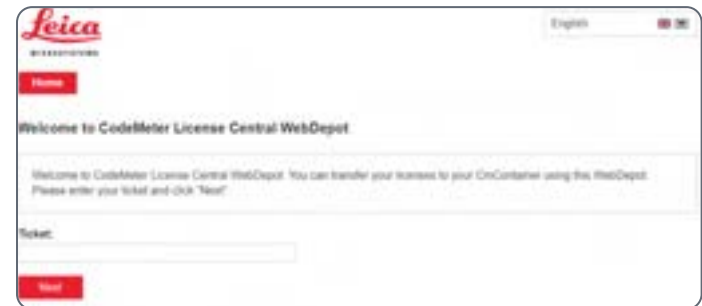 Leica
MICROSYSTEMS
English
Home
Welcome to CodeMeter License Central WebDepot
Welcome to CodeMeter License Central WebDepot. You can transfer your licenses to your CmContainer using this WebDepot.
Please enter your ticket and click "Next"
Ticket:
Next